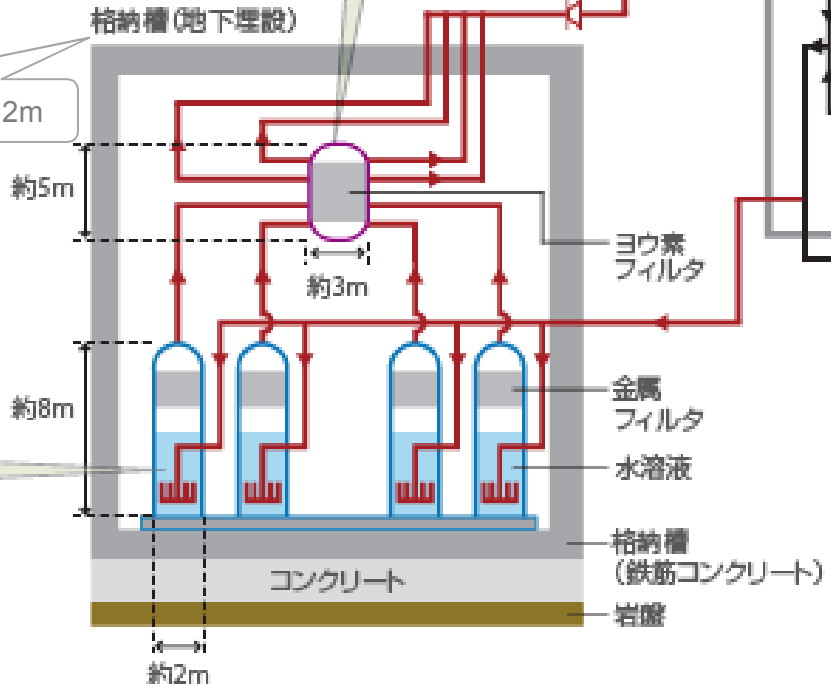 格納槽(地下埋設)
2m
約5m
約3m
ヨウ素
フィルタ
約8m
金属
フィルタ
水溶液
格納槽
(鉄筋コンクリート)
コンクリート
岩盤
約2m